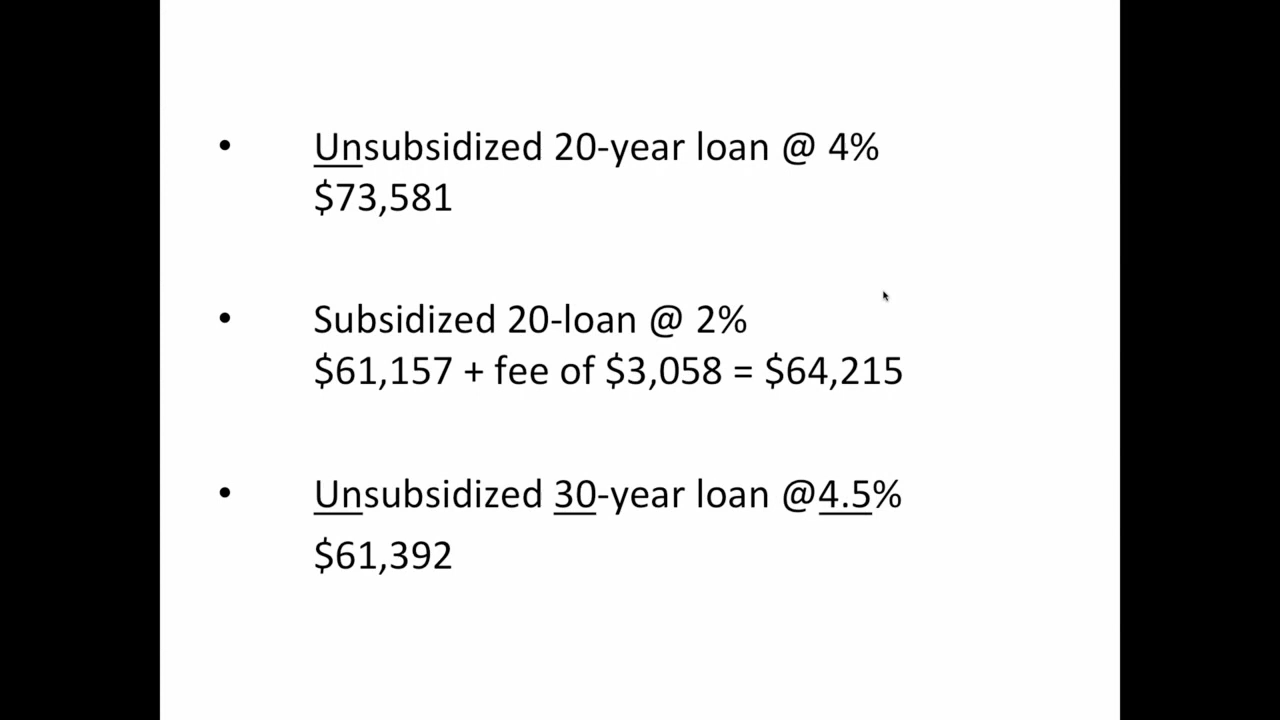 • Unsubsidized 20-year loan @ 4%
$73,581
• Subsidized 20-loan @ 2%
$61,157 + fee of $3,058 = $64,215
• Unsubsidized 30-year loan @4.5%
$61,392